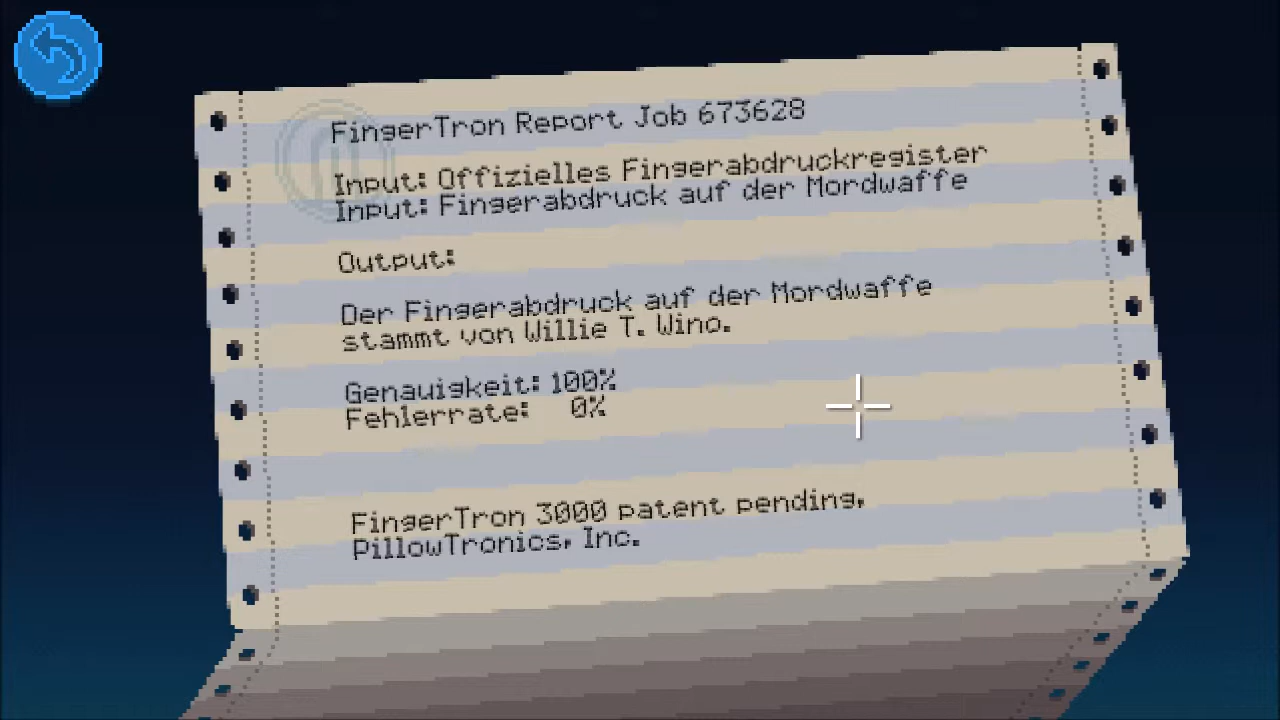 FingerTron Report Job 673628
Input: Offizielles Fingerabdruckregister
Input: Fingerabdruck auf der Mordwaffe
Output:
Der Fingerabdruck auf der Mordwaffe
stammt von Willie T. Wino.
Genauigkeit: 100%
Fehlerrate: 0%
FingerTron 3000 patent pending,
PillowTronics, Inc.